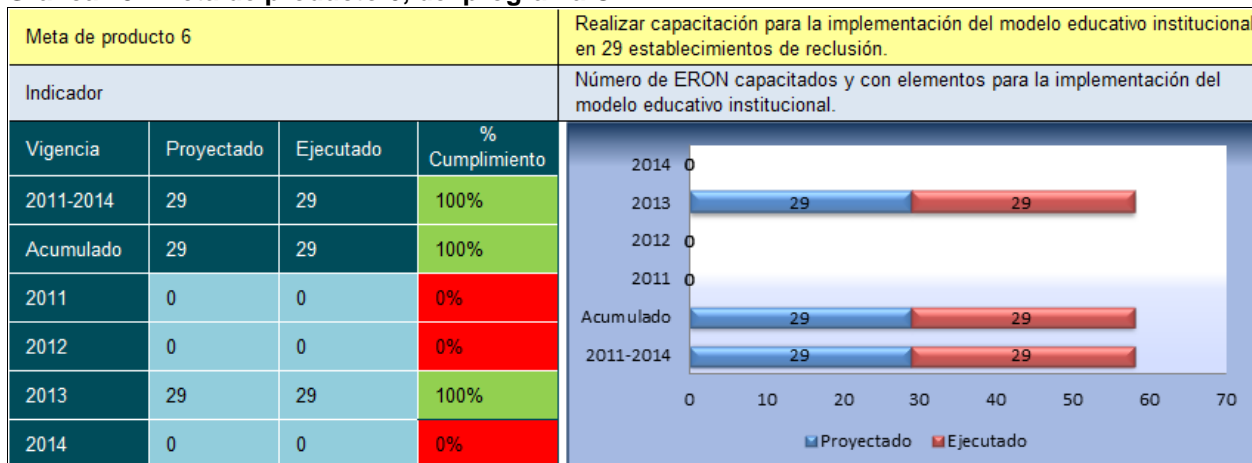 Meta de producto 6
Realizar capacitación para la implementación del modelo educativo institucional
en 29 establecimientos de reclusión.
Indicador
Número de ERON capacitados y con elementos para la implementación del
modelo educativo institucional.
Vigencia Proyectado Ejecutado % Cumplimiento
2011-2014 29 29 100%
Acumulado 29 29 100%
2011 0 0 0%
2012 0 0 0%
2013 29 29 100%
2014 0 0 0%
2014 0
2013 29 29
2012 0
2011 0
Acumulado 29 29
2011-2014 29 29
0 10 20 30 40 50 60 70
Proyectado Ejecutado